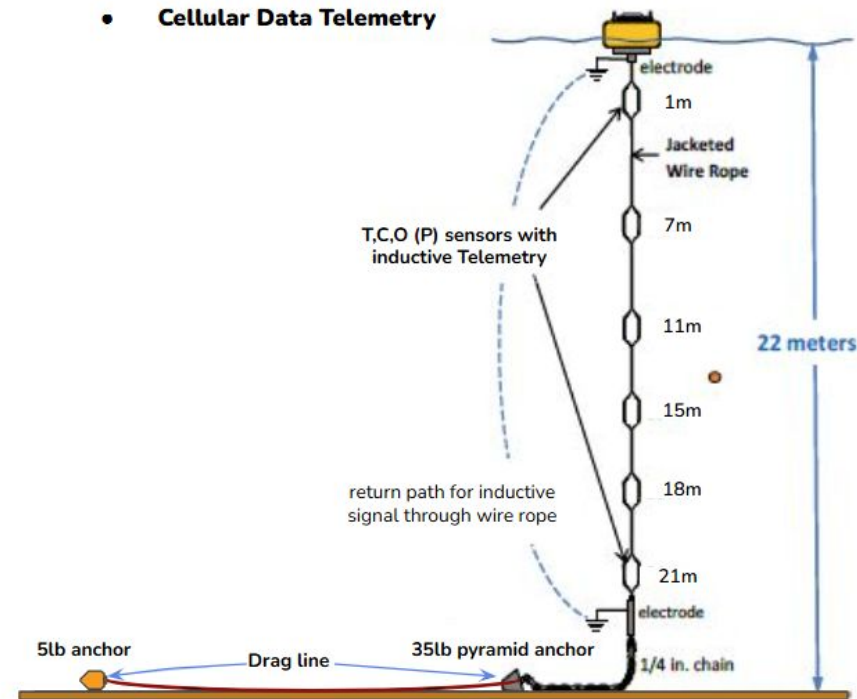 • Cellular Data Telemetry
electrode
1m
Jacketed
Wire Rope
7m
T,C,O (P) sensors with
inductive Telemetry
11m
22 meters
15m
18m
return path for inductive
signal through wire rope
21m
electrode
5lb anchor
Drag line
35lb pyramid anchor
1/4 in. chain